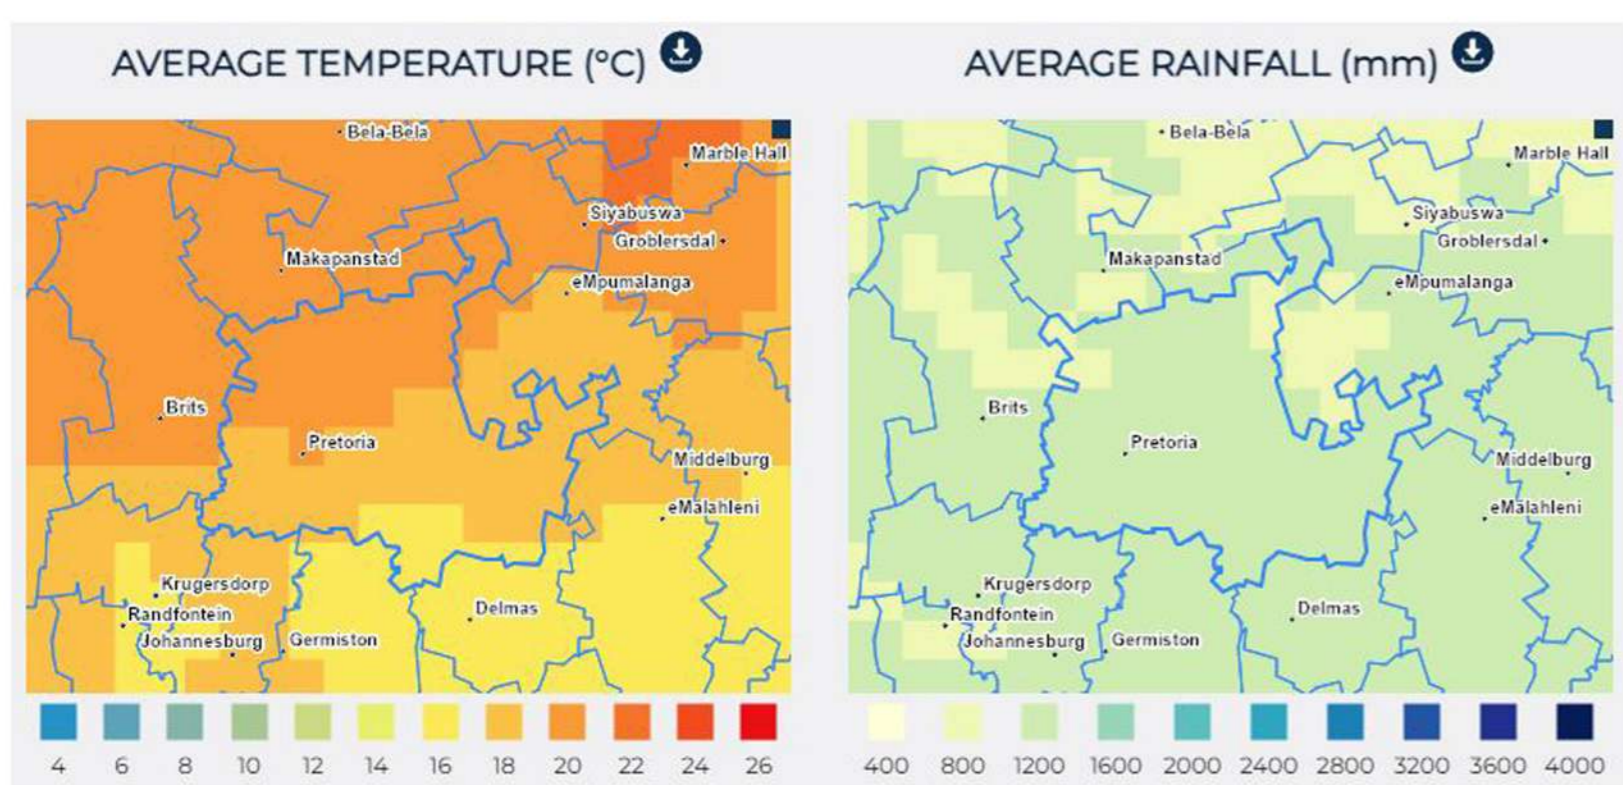 AVERAGE TEMPERATURE (°C)
Bela-Bela
Marble Hall
Siyabuswa
Groblersdal
Makapanstad
eMpumalanga
Brits
Pretoria
Middelburg
eMalahleni
Krugersdorp
Randfontein
Delmas
Johannesburg
Germiston
4 6 8 10 12 14 16 18 20 22 24 26
AVERAGE RAINFALL (mm)
Bela-Bela
Marble Hall
Siyabuswa
Groblersdal
Makapanstad
eMpumalanga
Brits
Pretoria
Middelburg
eMalahleni
Krugersdorp
Randfontein
Delmas
Johannesburg
Germiston
400 800 1200 1600 2000 2400 2800 3200 3600 4000